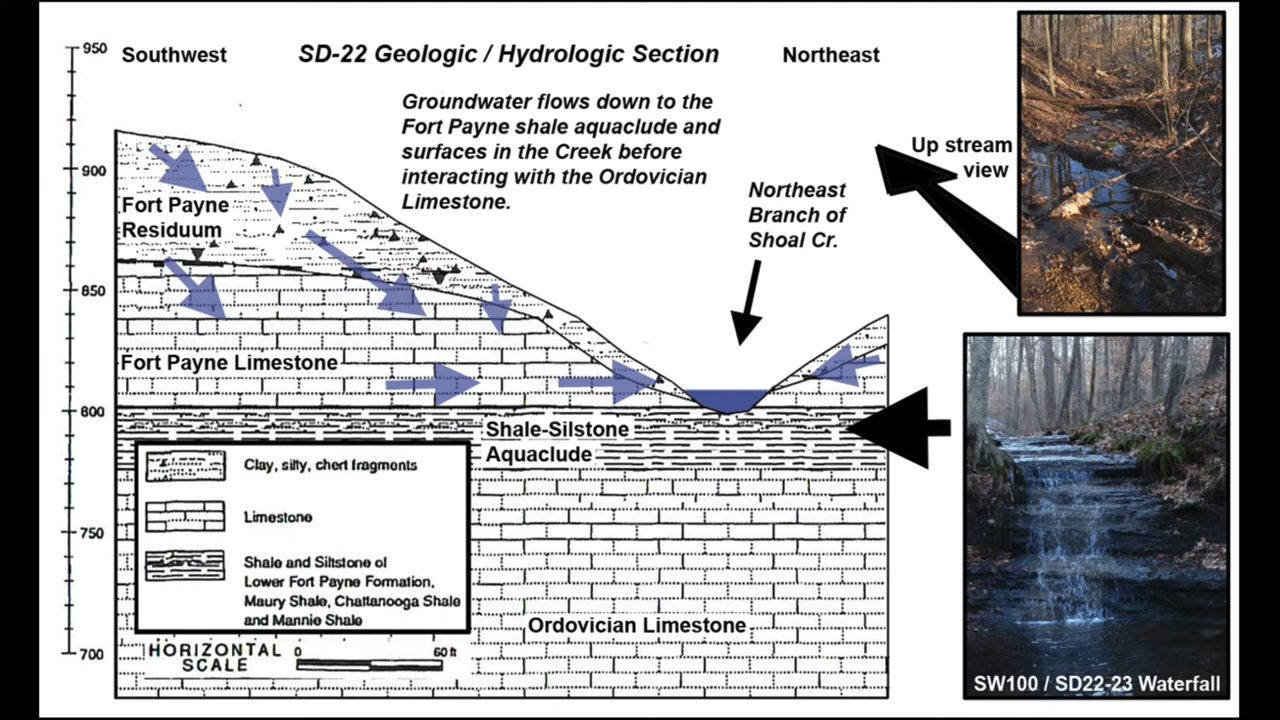 950
Southwest
SD-22 Geologic / Hydrologic Section
Northeast
Groundwater flows down to the
Fort Payne shale aquaclude and
surfaces in the Creek before
interacting with the Ordovician
Limestone.
Up stream
view
900
Northeast
Branch of
Shoal Cr.
Fort Payne
Residuum
850
Fort Payne Limestone
800
Shale-Silstone
Aquaclude
Clay, silty, chert fragments
Limestone
750
Shale and Siltstone of
Lower Fort Payne Formation,
Maury Shale, Chattanooga Shale
and Mannie Shale
Ordovician Limestone
700
HORIZONTAL
SCALE
0 60 ft
SW100 / SD22-23 Waterfall